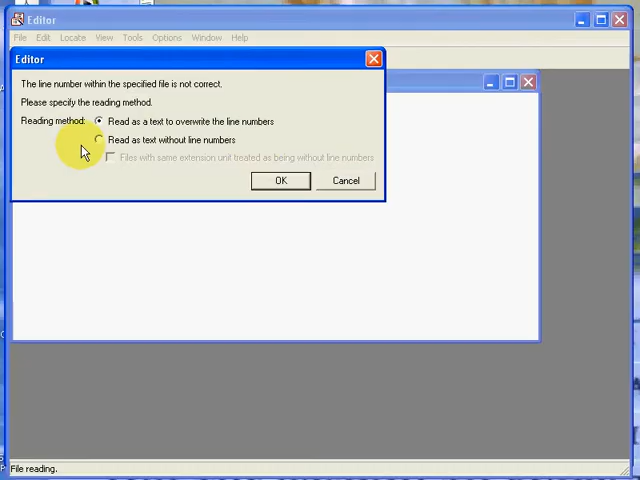 Editor
File Edit Locate View Tools Options Window Help
Editor
The line number within the specified file is not correct.
Please specify the reading method.
Reading method: Read as a text to overwrite the line numbers
Read as text without line numbers
Files with same extension unit treated as being without line numbers
OK Cancel
File reading.